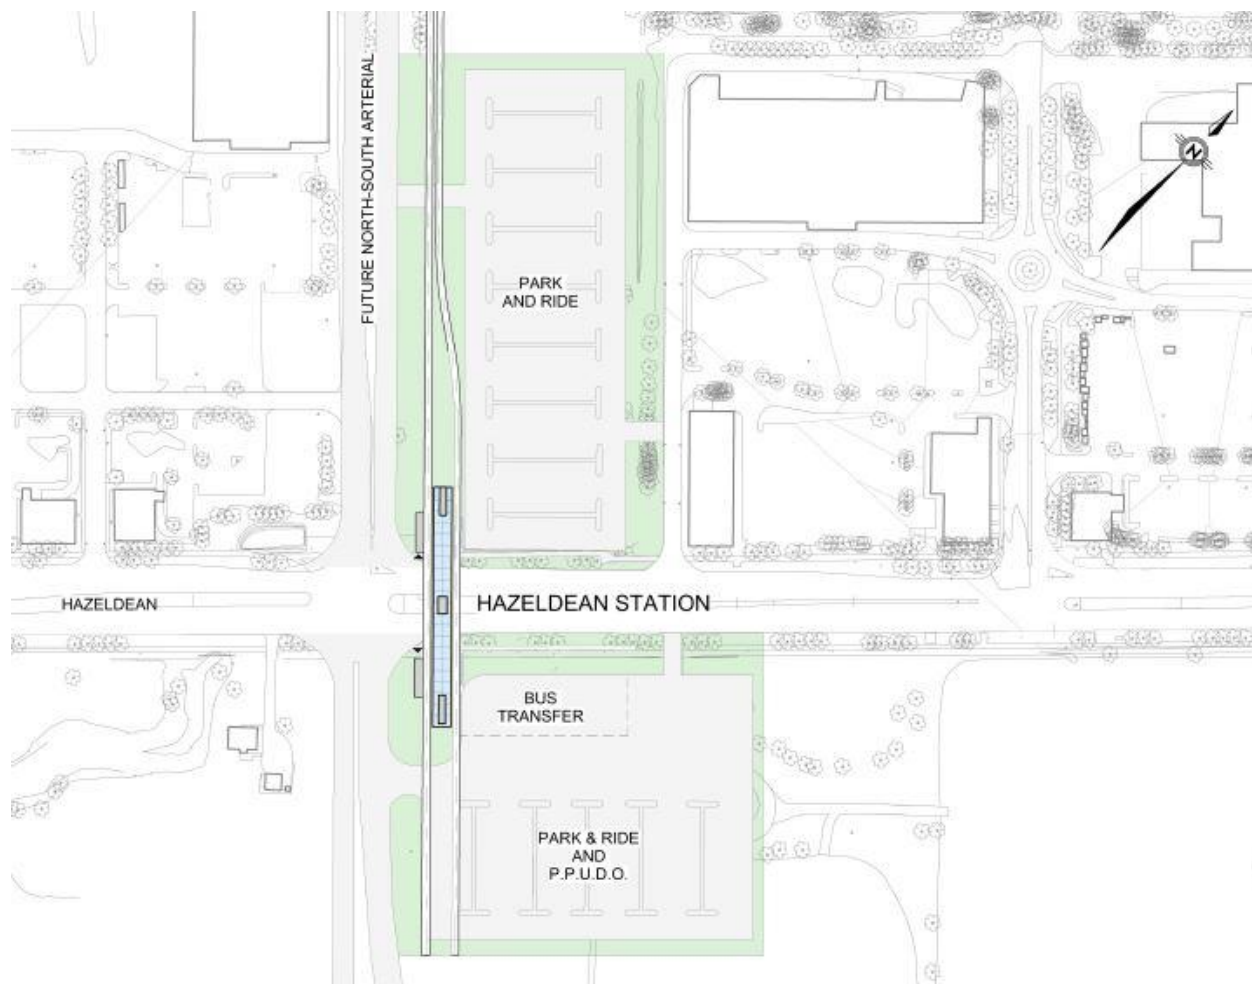 FUTURE NORTH-SOUTH ARTERIAL
N
PARK
AND RIDE
HAZELDEAN
HAZELDEAN STATION
BUS
TRANSFER
PARK & RIDE
AND
P.P.U.D.O.